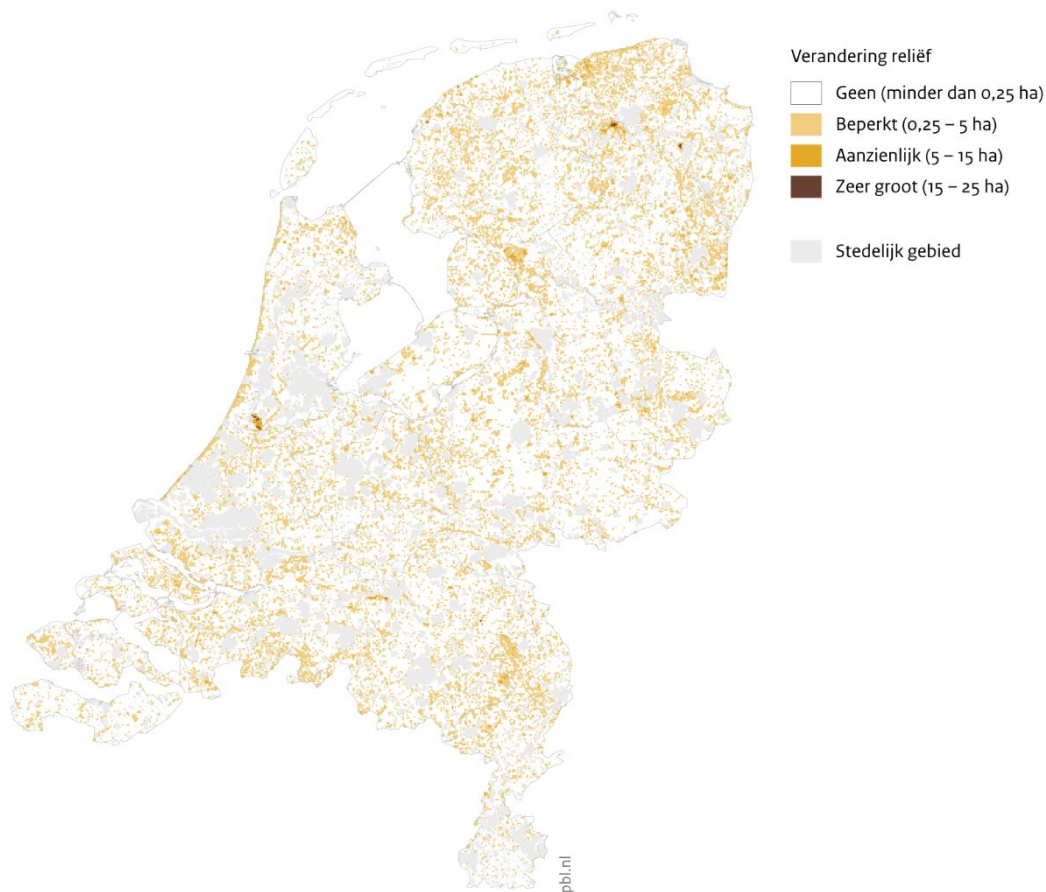 Verandering reliëf
Geen (minder dan 0,25 ha)
Beperkt (0,25 – 5 ha)
Aanzienlijk (5 – 15 ha)
Zeer groot (15 – 25 ha)
Stedelijk gebied
pbl.nl